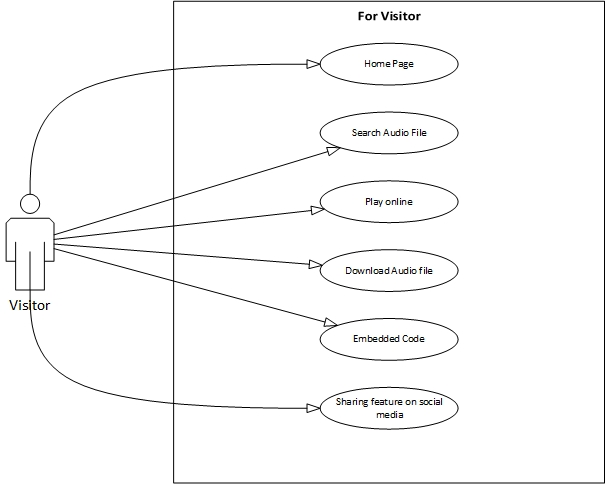 For Visitor
Home Page
Search Audio File
Play online
Download Audio file
Visitor
Embedded Code
Sharing feature on social
media